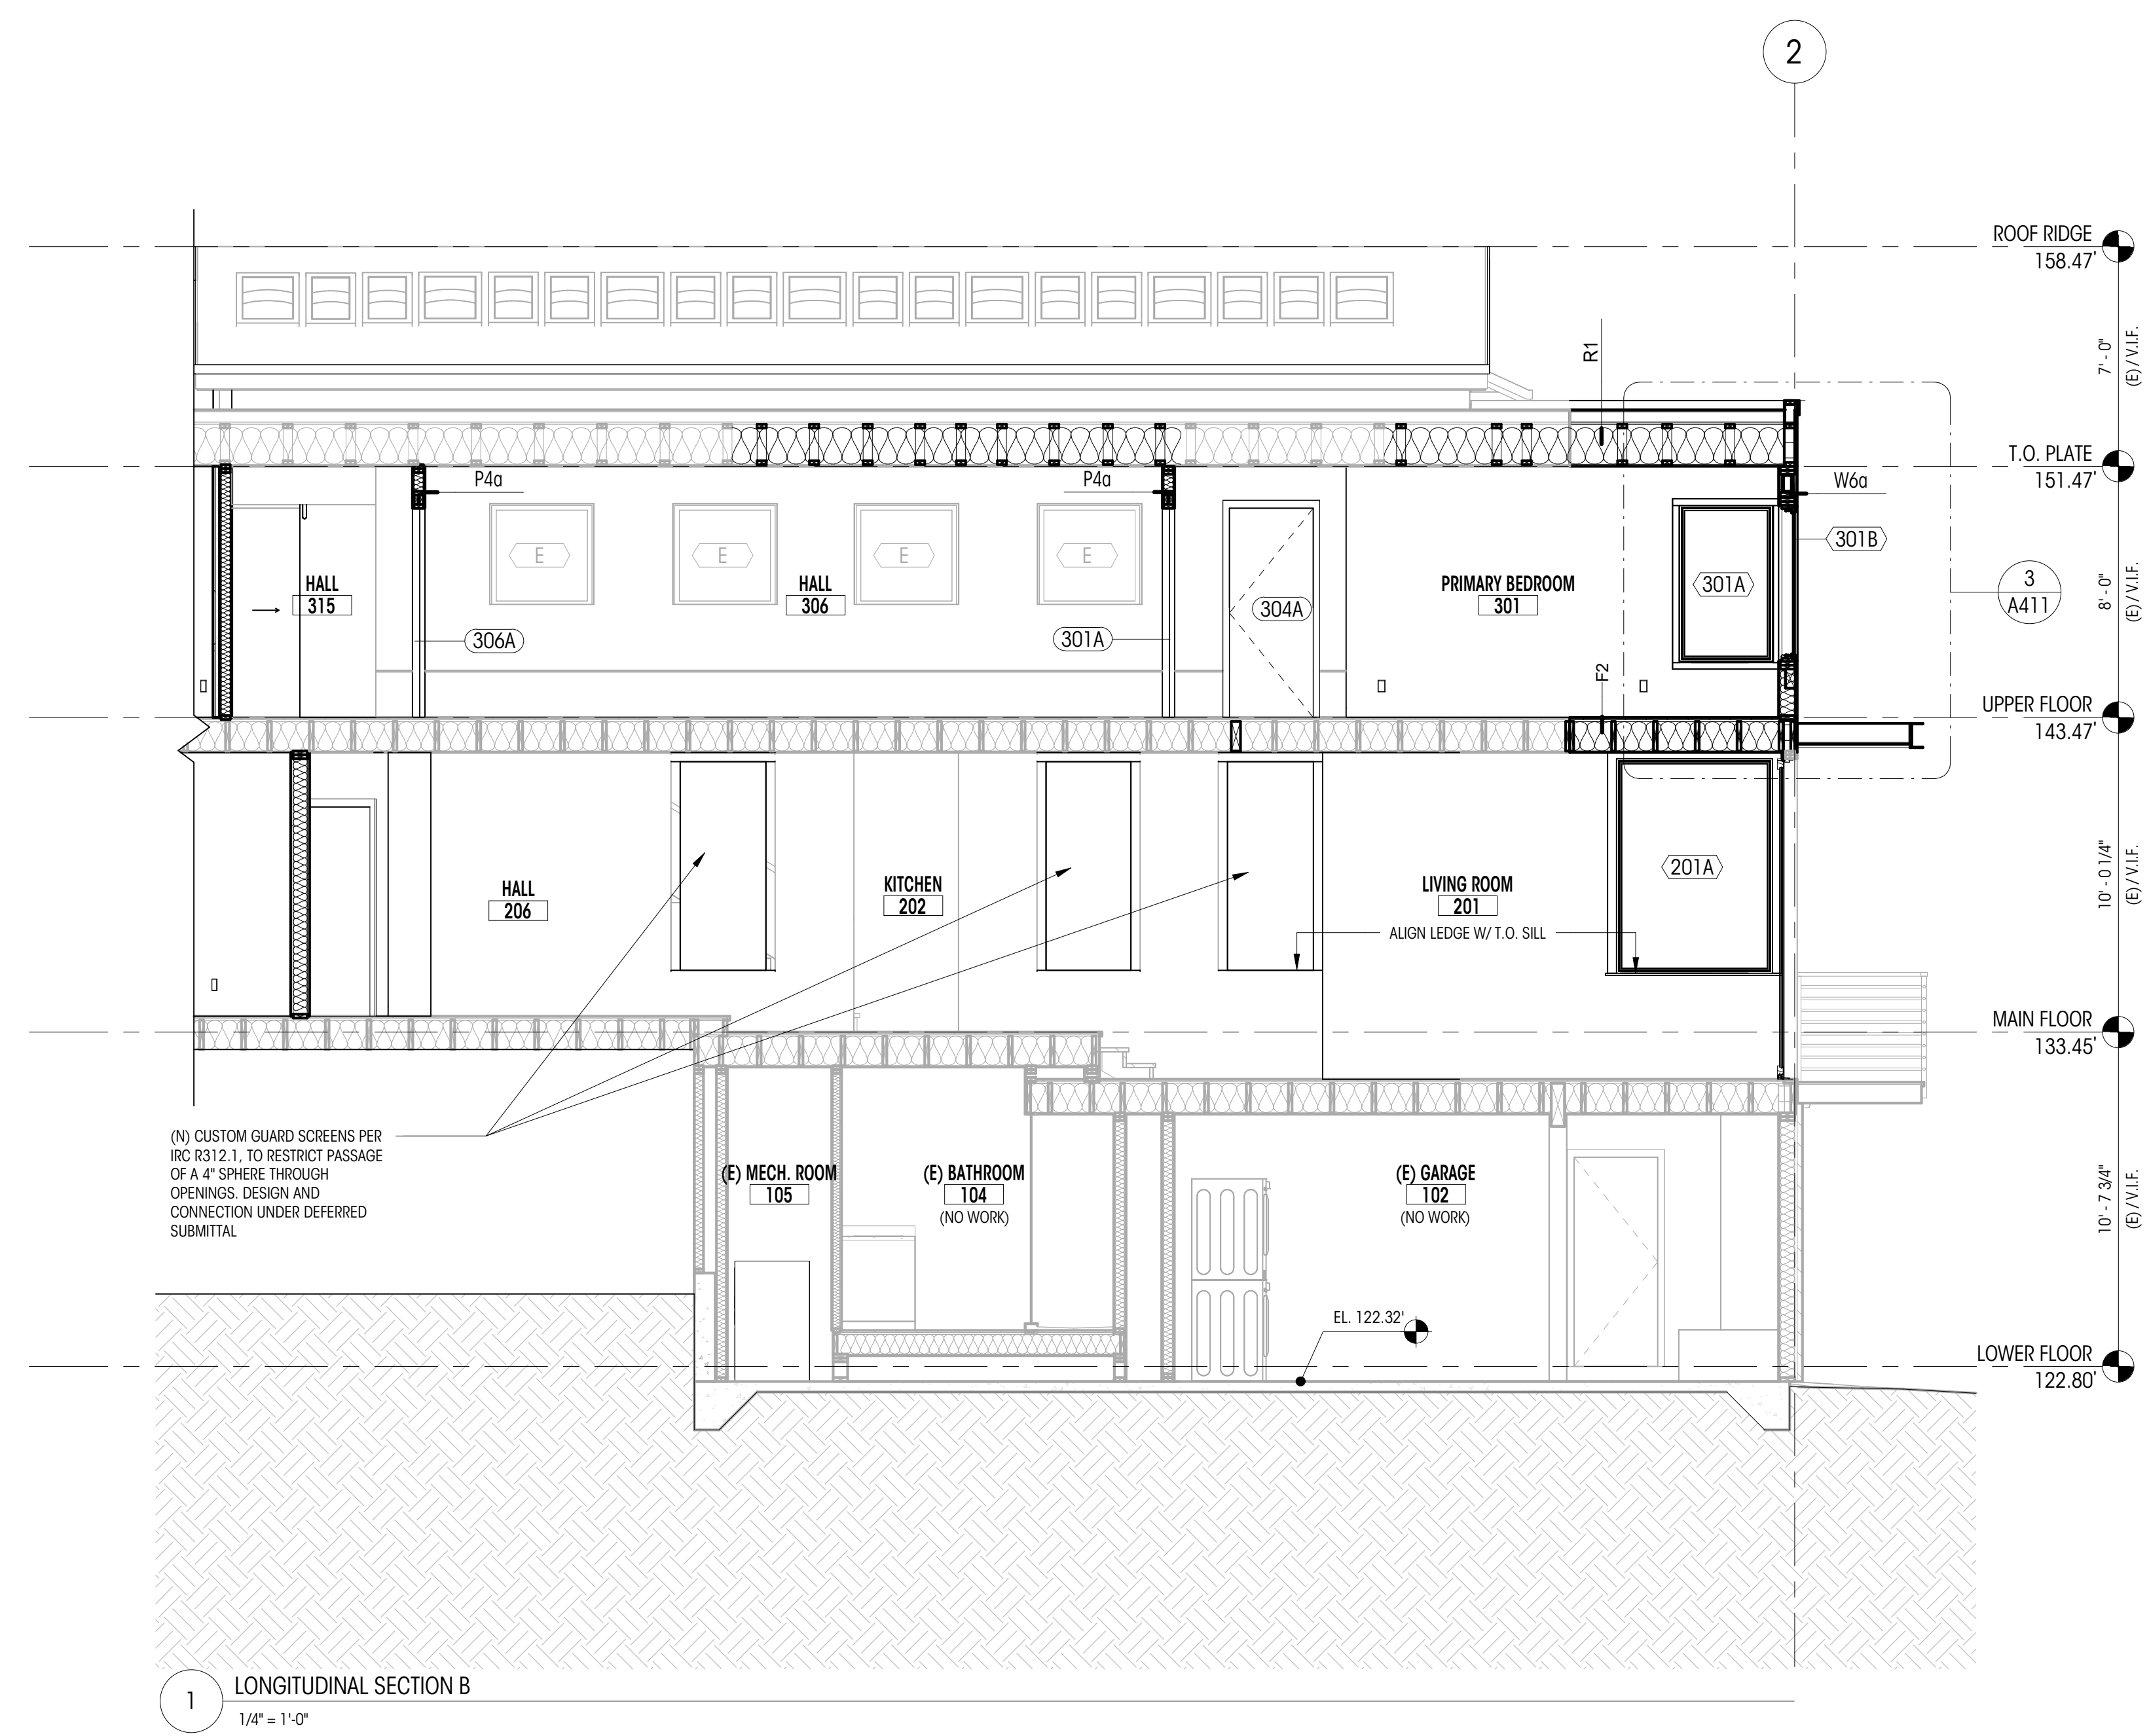 2
ROOF RIDGE
158.47'
7' - 0"
(E) / V.I.F.
R1
T.O. PLATE
151.47'
P4a
P4a
W6a
E
E
E
E
301B
HALL
315
HALL
306
PRIMARY BEDROOM
301
301A
3
A411
8' - 0"
(E) / V.I.F.
304A
306A
301A
F2
UPPER FLOOR
143.47'
201A
HALL
206
KITCHEN
202
LIVING ROOM
201
10' - 0 1/4"
(E) / V.I.F.
ALIGN LEDGE W/ T.O. SILL
MAIN FLOOR
133.45'
(N) CUSTOM GUARD SCREENS PER
IRC R312.1, TO RESTRICT PASSAGE
OF A 4" SPHERE THROUGH
OPENINGS. DESIGN AND
CONNECTION UNDER DEFERRED
SUBMITTAL
(E) MECH. ROOM
105
(E) BATHROOM
104
(NO WORK)
(E) GARAGE
102
(NO WORK)
10' - 7 3/4"
(E) / V.I.F.
EL. 122.32'
LOWER FLOOR
122.80'
1
LONGITUDINAL SECTION B
1/4" = 1'-0"